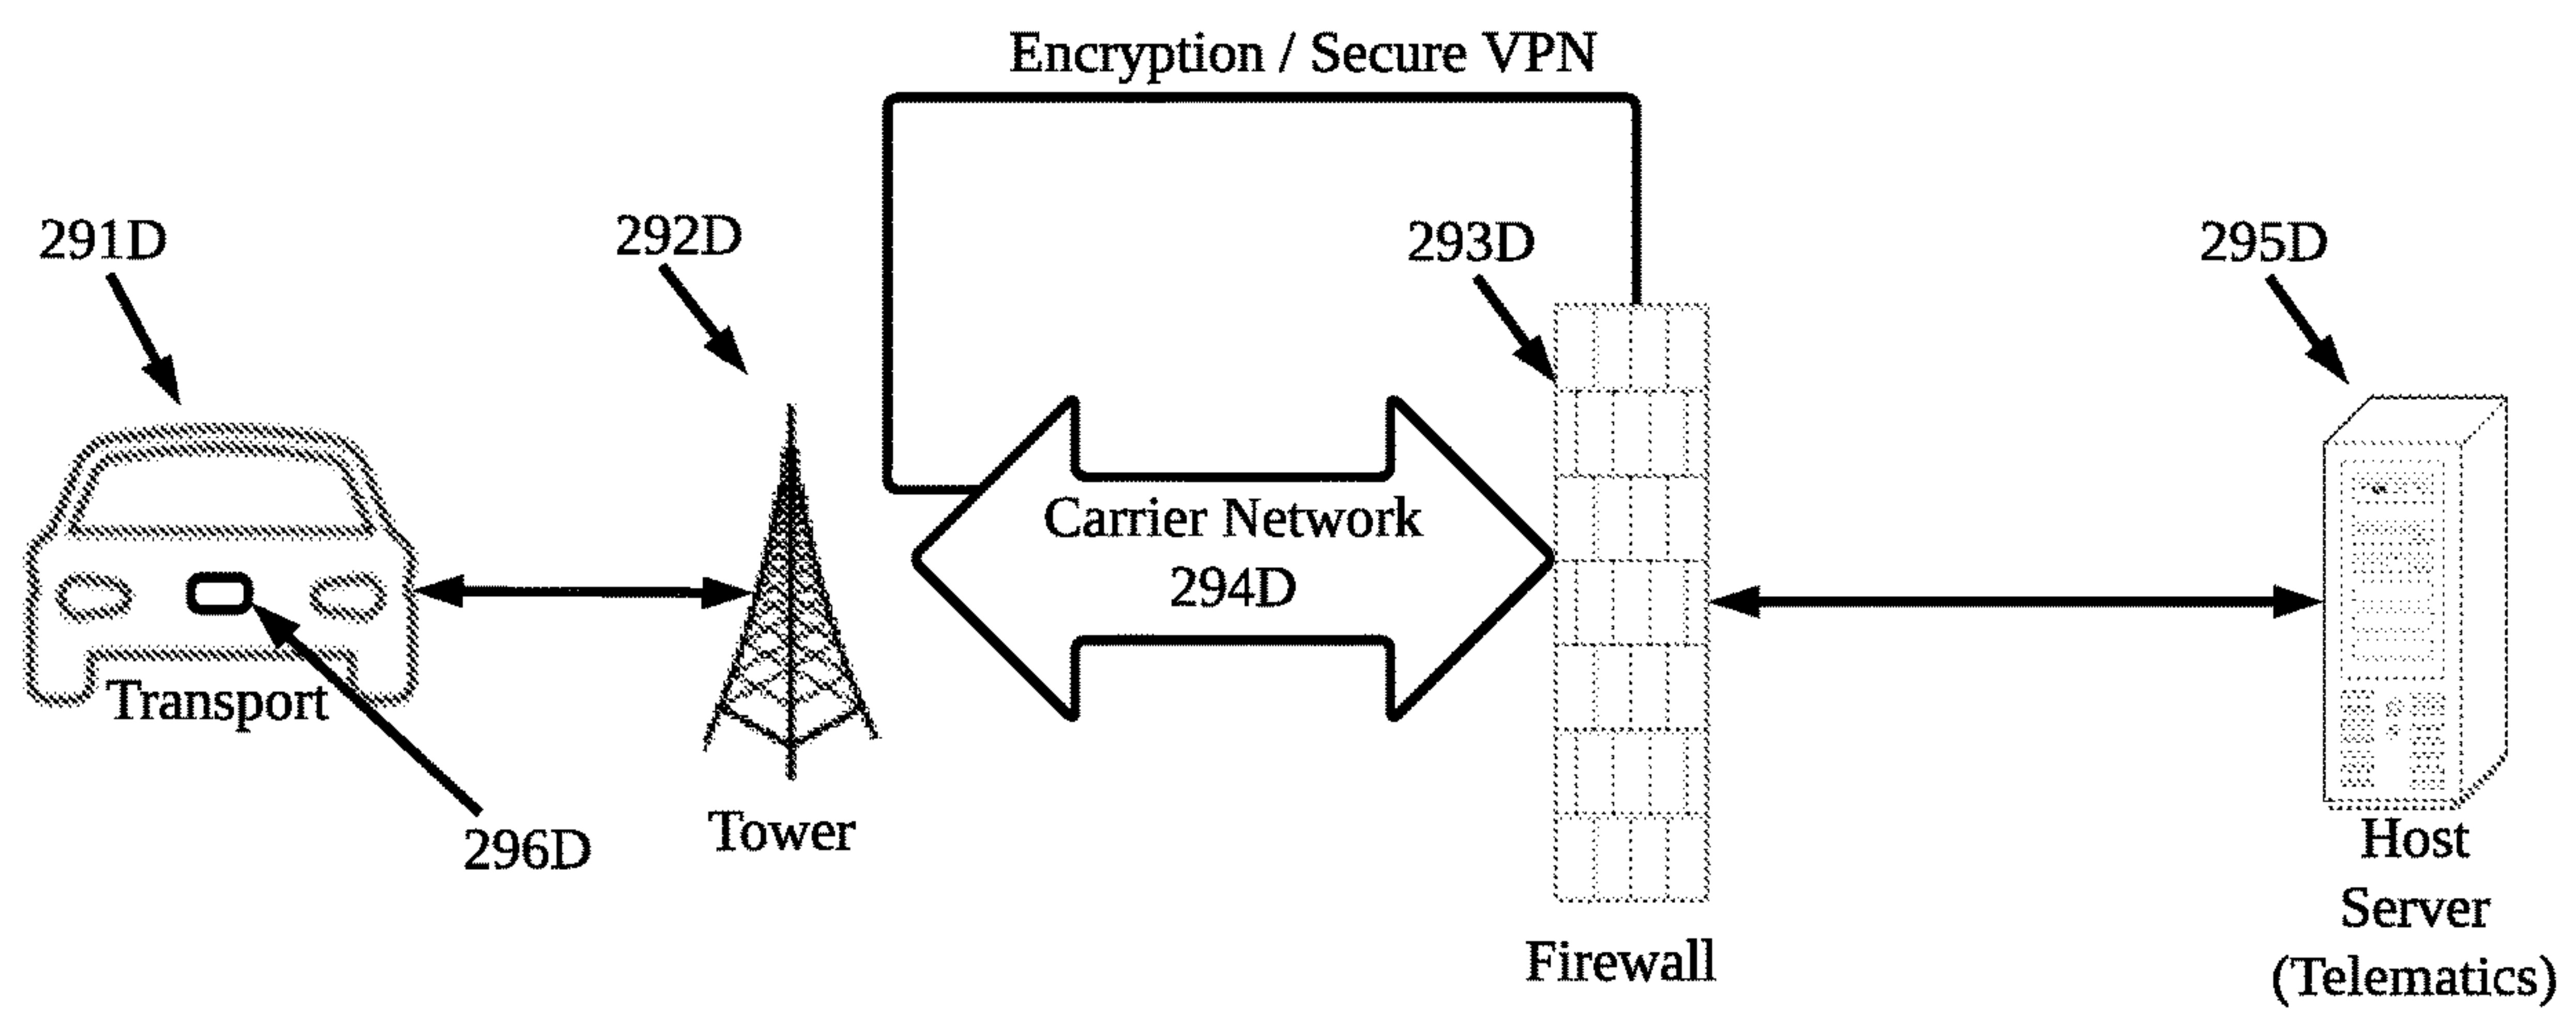 Encryption / Secure VPN
291D
292D
293D
295D
Carrier Network
294D
Transport
296D
Tower
Firewall
Host
Server
(Telematics)